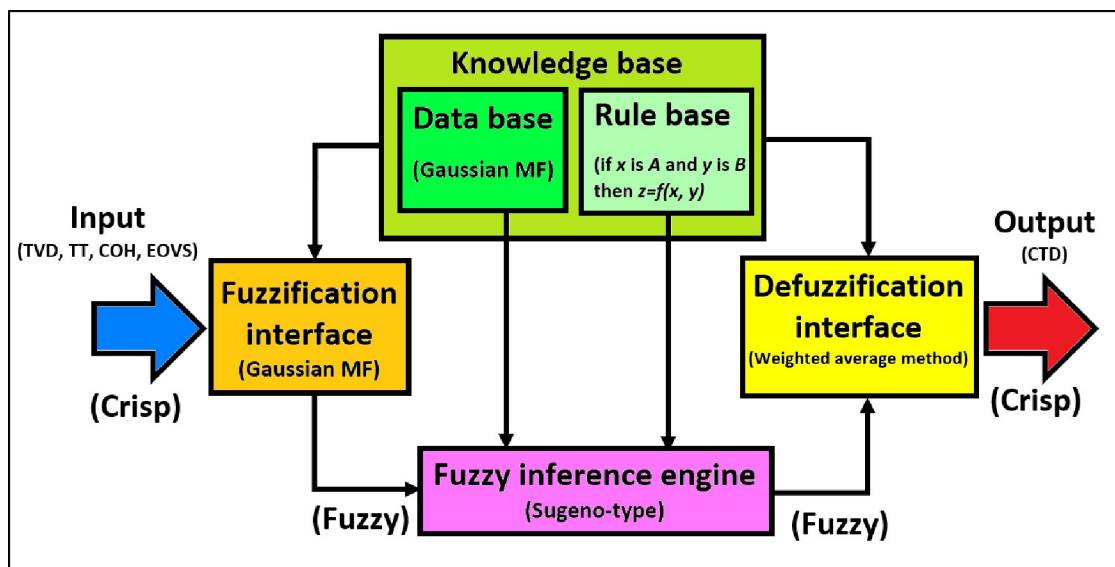 Knowledge base
Data base
(Gaussian MF)
Rule base
(if x is A and y is B
then z=f(x, y)
Input
(TVD, TT, COH, EOVS)
(Crisp)
Fuzzification
interface
(Gaussian MF)
Defuzzification
interface
(Weighted average method)
Output
(CTD)
(Crisp)
Fuzzy inference engine
(Sugeno-type)
(Fuzzy)
(Fuzzy)